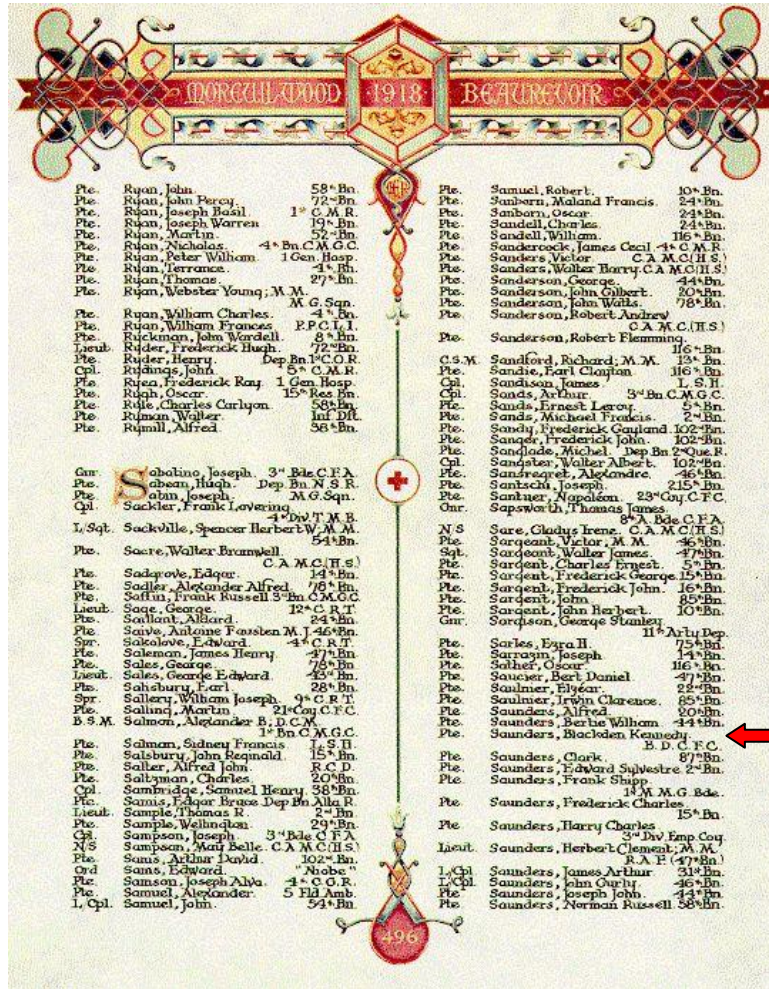 MOREUIL WOOD 1918 BEAUREVOIR
Pte. Ryan, John. 58th Bn.
Pte. Ryan, John Percy. 72nd Bn.
Pte. Ryan, Joseph Basil. 1st C.M.R.
Pte. Ryan, Joseph Warren 19th Bn.
Pte. Ryan, Martin. 52nd Bn.
Pte. Ryan, Nicholas. 4th Bn. C.M.G.C.
Pte. Ryan, Peter William 1 Gen. Hosp.
Pte. Ryan, Terrance. 4th Bn.
Pte. Ryan, Thomas. 27th Bn.
Pte. Ryan, Webster Young; M.M.
M.G. Sqn.
Pte. Ryan, William Charles. 4th Bn.
Pte. Ryan, William Frances P.P.C.L.I.
Pte. Ryckman, John Wardell. 8th Bn.
Lieut. Ryder, Frederick Hugh. 72nd Bn.
Pte. Ryder, Henry. Dep. Bn. 1st C.O.R.
Cpl. Rydings, John. 5th C.M.R.
Pte. Ryea, Frederick Ray. 1 Gen. Hosp.
Pte. Rygh, Oscar. 15th Res. Bn.
Pte. Ryle, Charles Carlyon. 58th Bn.
Pte. Ryman, Walter. Inf. Dft.
Pte. Rymill, Alfred. 38th Bn.
Gnr. Sabatino, Joseph. 3rd Bde. C.F.A.
Pte. Sabean, Hugh. Dep. Bn. N.S.R.
Pte. Sabin, Joseph. M.G. Sqn.
Cpl. Sackler, Frank Lovering.
4th Div. T.M.B.
L/Sgt. Sackville, Spencer Herbert W; M.M.
54th Bn.
Pte. Sacre, Walter Bramwell.
C.A.M.C. (H.S.)
Pte. Sadgrove, Edgar. 14th Bn.
Pte. Sadler, Alexander Alfred. 78th Bn.
Pte. Saffin, Frank Russell. 3rd Bn. C.M.G.C.
Lieut. Sage, George. 12th C.R.T.
Pte. Saillant, 24th Bn.
Pte. Saive, Antoine Fausten M.J. 46th Bn.
Spr. Sakolove, Edward. 4th C.R.T.
Pte. Saleman, James Henry. 47th Bn.
Pte. Sales, George. 78th Bn.
Lieut. Sales, George Edward. 43rd Bn.
Pte. Salisbury, Earl. 28th Bn.
Spr. Sallery, William Joseph. 9th C.R.T.
Pte. Salling, Martin. 21st Coy. C.F.C.
B.S.M. Salmon, Alexander B; D.C.M.
1st Bn. C.M.G.C.
Pte. Salman, Sidney Francis L.S.H.
Pte. Salsbury, John Reginald. 15th Bn.
Pte. Salter, Alfred John. R.C.D.
Pte. Saltzman, Charles. 20th Bn.
Cpl. Sambridge, Samuel Henry. 38th Bn.
Pte. Samis, Edgar Bruce. Dep. Bn. Alta R.
Lieut. Sample, Thomas R. 2nd Bn.
Pte. Sample, Wellington. 29th Bn.
Cpl. Sampson, Joseph. 3rd Bde. C.F.A.
N/S Sampson, May Belle. C.A.M.C. (H.S.)
Pte. Sams, Arthur David. 102nd Bn.
Ord Sams, Edward. "Niobe"
Pte. Samson, Joseph Alva. 4th C.G.R.
Pte. Samuel, Alexander. 5 Fld Amb.
L/Cpl. Samuel, John. 54th Bn.
Pte. Samuel, Robert. 10th Bn.
Pte. Sanborn, Maland Francis. 24th Bn.
Pte. Sanborn, Oscar. 24th Bn.
Pte. Sandell, Charles. 24th Bn.
Pte. Sandell, William. 116th Bn.
Pte. Sandercock, James Cecil. 4th C.M.R.
Pte. Sanders, Victor. C.A.M.C. (H.S.)
Pte. Sanders, Walter Harry. C.A.M.C. (H.S.)
Pte. Sanderson, George. 44th Bn.
Pte. Sanderson, John Gilbert. 20th Bn.
Pte. Sanderson, John Watts. 78th Bn.
Pte. Sanderson, Robert Andrew
C.A.M.C. (H.S.)
Pte. Sanderson, Robert Flemming.
116th Bn.
C.S.M. Sandford, Richard; M.M. 13th Bn.
Pte. Sandie, Earl Clayton. 116th Bn.
Cpl. Sandison, James. L.S.H.
Cpl. Sands, Arthur. 3rd Bn. C.M.G.C.
Pte. Sands, Ernest Leroy. 5th Bn.
Pte. Sands, Michael Francis. 2nd Bn.
Pte. Sandy, Frederick Gayland. 102nd Bn.
Pte. Sanger, Frederick John. 102nd Bn.
Pte. Sanglade, Michel. Dep. Bn. 2nd Que. R.
Cpl. Sangster, Walter Albert. 102nd Bn.
Pte. Sansregret, Alexandre. 46th Bn.
Pte. Santschi, Joseph. 215th Bn.
Pte. Santuer, Napoléon. 23rd Coy. C.F.C.
Gnr. Sapsworth, Thomas James.
8th A. Bde. C.F.A.
N/S Sare, Gladys Irene. C.A.M.C. (H.S.)
Pte. Sargeant, Victor; M.M. 46th Bn.
Sgt. Sargeant, Walter James. 47th Bn.
Pte. Sargent, Charles Ernest. 5th Bn.
Pte. Sargent, Frederick George. 15th Bn.
Pte. Sargent, Frederick John. 16th Bn.
Pte. Sargent, John 85th Bn.
Pte. Sargent, John Herbert. 10th Bn.
Gnr. Sargison, George Stanley.
11th Arty Dep.
Pte. Sarles, Ezra H. 75th Bn.
Pte. Sarrazin, Joseph. 14th Bn.
Pte. Sather, Oscar. 116th Bn.
Pte. Saucier, Bert Daniel. 47th Bn.
Pte. Saulnier, Elyéar. 22nd Bn.
Pte. Saulnier, Irwin Clarence. 85th Bn.
Pte. Saunders, Alfred. 20th Bn.
Pte. Saunders, Bertie William. 44th Bn.
Pte. Saunders, Blackden Kennedy.
B.D.C.F.C.
Pte. Saunders, Clark. 87th Bn.
Pte. Saunders, Edward Sylvestre. 2nd Bn.
Pte. Saunders, Frank Shipp.
1st M.M.G. Bde.
Pte. Saunders, Frederick Charles.
15th Bn.
Pte. Saunders, Harry Charles
3rd Div. Emp. Coy.
Lieut. Saunders, Herbert Clement; M.M.
R.A.F. (47th Bn.)
L/Cpl. Saunders, James Arthur 31st Bn.
L/Cpl. Saunders, John Gurly. 46th Bn.
Pte. Saunders, Joseph John. 44th Bn.
Pte. Saunders, Norman Russell. 58th Bn.
496